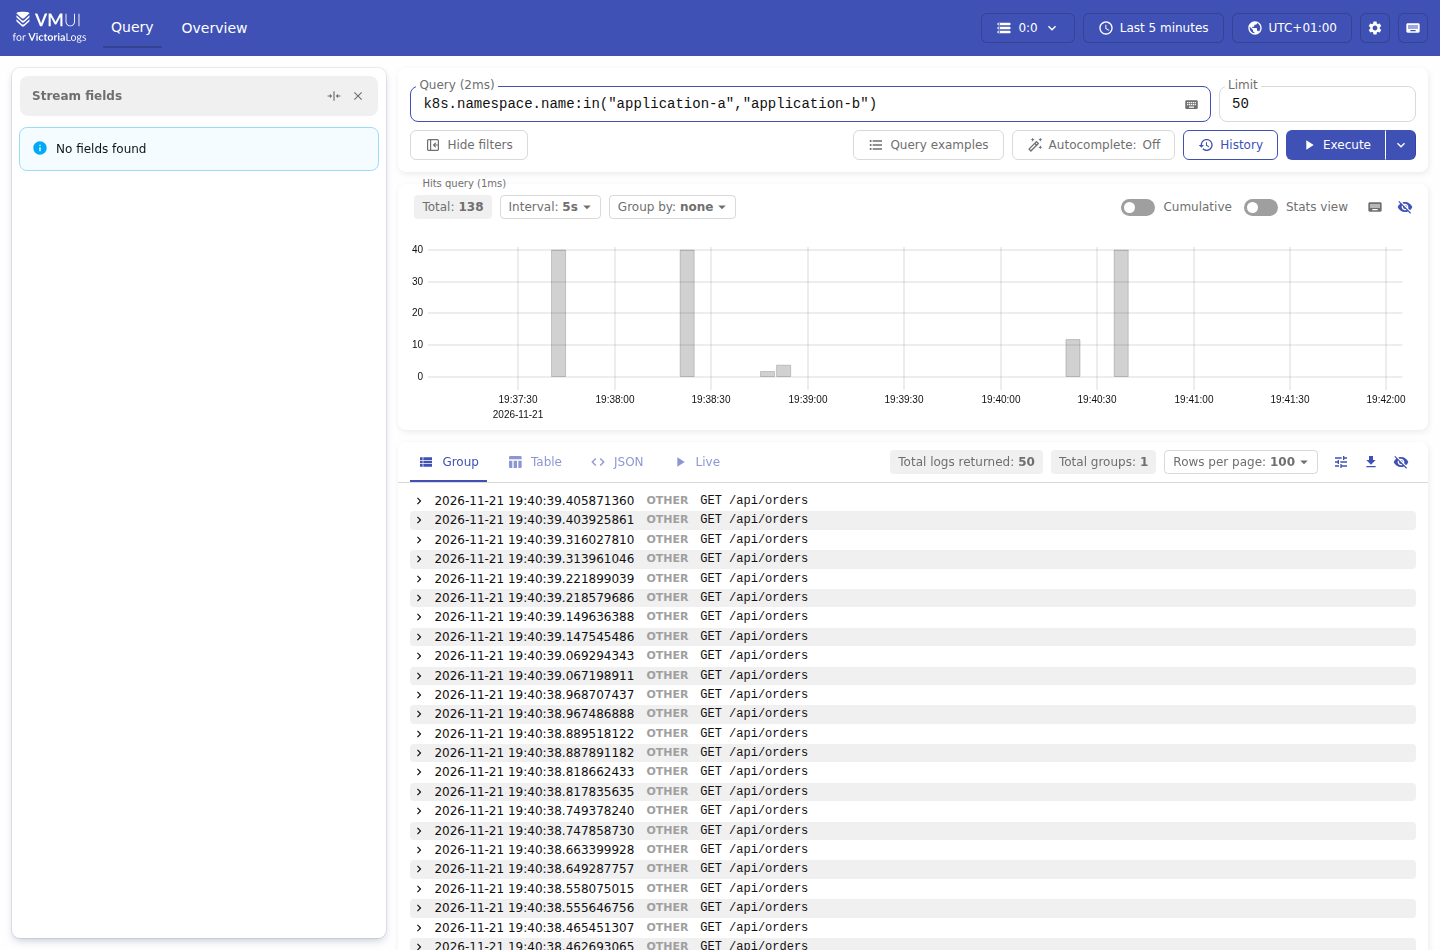 VMUI
for VictoriaLogs
Query
Overview
0:0
Last 5 minutes
UTC+01:00
Stream fields
No fields found
Query (2ms)
k8s.namespace.name:in("application-a","application-b")
Limit
50
Hide filters
Query examples
Autocomplete: Off
History
Execute
Hits query (1ms)
Total: 138
Interval: 5s
Group by: none
Cumulative
Stats view
40
30
20
10
0
19:37:30
2026-11-21
19:38:00
19:38:30
19:39:00
19:39:30
19:40:00
19:40:30
19:41:00
19:41:30
19:42:00
Group
Table
JSON
Live
Total logs returned: 50
Total groups: 1
Rows per page: 100
2026-11-21 19:40:39.405871360 OTHER GET /api/orders
2026-11-21 19:40:39.403925861 OTHER GET /api/orders
2026-11-21 19:40:39.316027810 OTHER GET /api/orders
2026-11-21 19:40:39.313961046 OTHER GET /api/orders
2026-11-21 19:40:39.221899039 OTHER GET /api/orders
2026-11-21 19:40:39.218579686 OTHER GET /api/orders
2026-11-21 19:40:39.149636388 OTHER GET /api/orders
2026-11-21 19:40:39.147545486 OTHER GET /api/orders
2026-11-21 19:40:39.069294343 OTHER GET /api/orders
2026-11-21 19:40:39.067198911 OTHER GET /api/orders
2026-11-21 19:40:38.968707437 OTHER GET /api/orders
2026-11-21 19:40:38.967486888 OTHER GET /api/orders
2026-11-21 19:40:38.889518122 OTHER GET /api/orders
2026-11-21 19:40:38.887891182 OTHER GET /api/orders
2026-11-21 19:40:38.818662433 OTHER GET /api/orders
2026-11-21 19:40:38.817835635 OTHER GET /api/orders
2026-11-21 19:40:38.749378240 OTHER GET /api/orders
2026-11-21 19:40:38.747858730 OTHER GET /api/orders
2026-11-21 19:40:38.663399928 OTHER GET /api/orders
2026-11-21 19:40:38.649287757 OTHER GET /api/orders
2026-11-21 19:40:38.558075015 OTHER GET /api/orders
2026-11-21 19:40:38.555646756 OTHER GET /api/orders
2026-11-21 19:40:38.465451307 OTHER GET /api/orders
2026-11-21 19:40:38.462693065 OTHER GET /api/orders